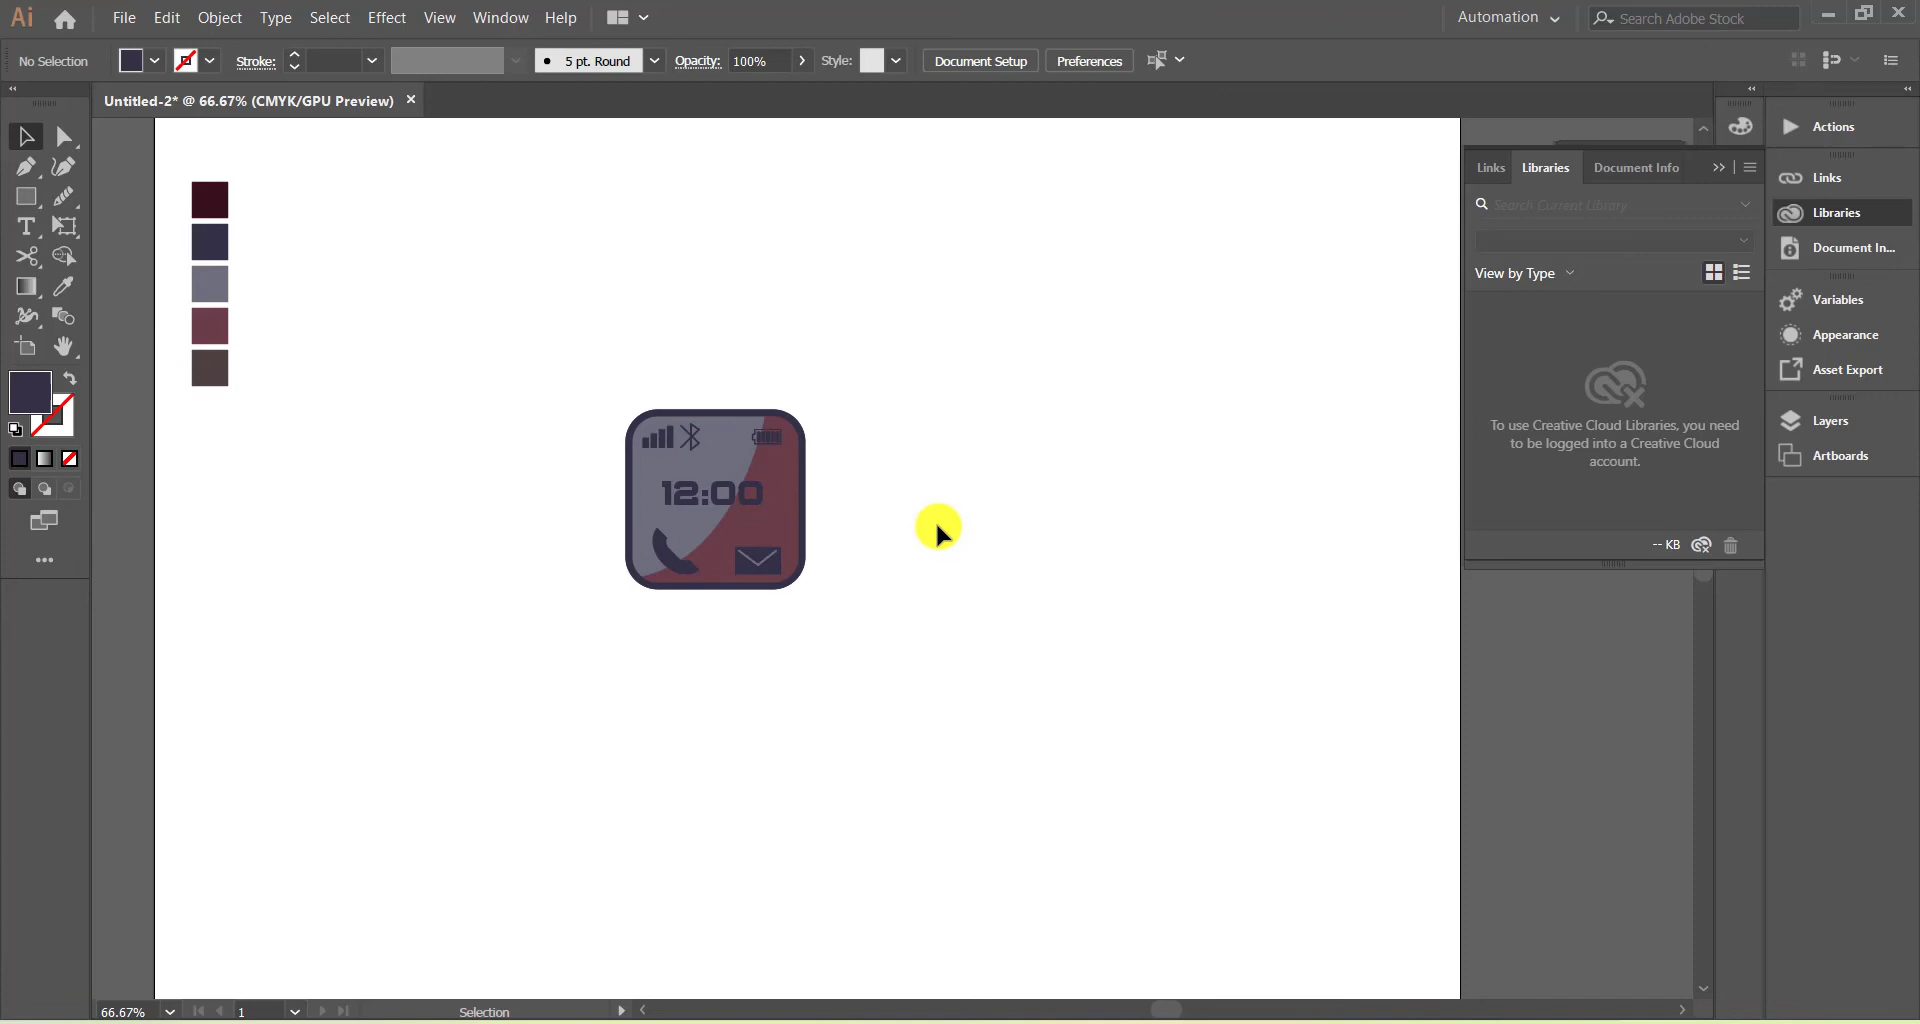 Ai File Edit Object Type Select Effect View Window Help Automation Search Adobe Stock
No Selection Stroke: 5 pt. Round Opacity: 100% Style: Document Setup Preferences
Untitled-2* @ 66.67% (CMYK/GPU Preview)
Actions
Links Libraries Document Info
Links
Search Current Library
Libraries
Document In...
View by Type
Variables
Appearance
Asset Export
To use Creative Cloud Libraries, you need
to be logged into a Creative Cloud
account.
Layers
Artboards
12:00
-- KB
66.67% 1 Selection